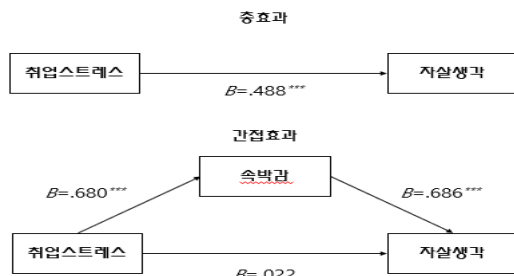 총효과
취업스트레스
자살생각
B=.488***
간접효과
속박감
B=.680***
B=.686***
취업스트레스
자살생각
B=.022